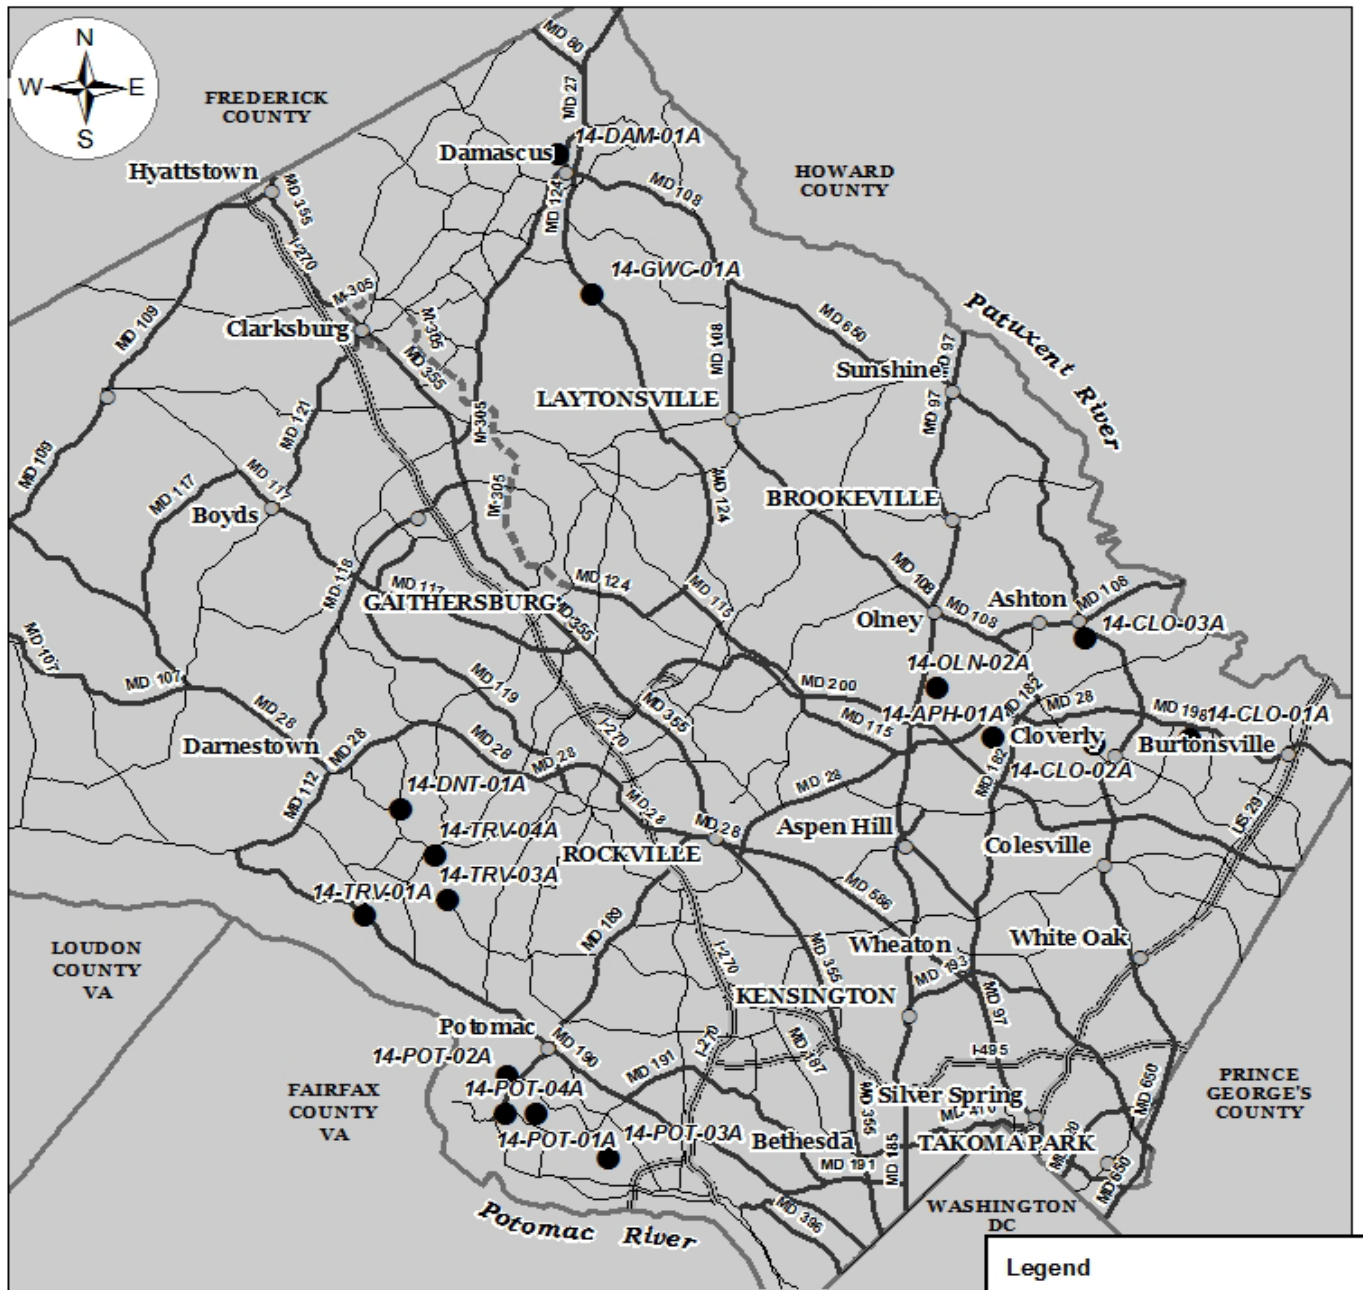 N
W
E
S
FREDERICK
COUNTY
MD 80
MD 27
14-DAM-01A
Damascus
Hyattstown
MD 355
MD 124
MD 108
HOWARD
COUNTY
I-270
14-GWC-01A
M-305
M-305
MD 109
Clarksburg
MD 355
MD 650
MD 108
Patuxent River
MD 97
Sunshine
MD 97
LAYTONSVILLE
MD 121
M-305
MD 109
MD 117
MD 117
M-305
MD 124
BROOKEVILLE
Boyds
MD 118
MD 124
MD 115
MD 108
GAITHERSBURG
MD 355
Olney
MD 108
Ashton
MD 108
14-CLO-03A
MD 107
MD 107
MD 119
MD 355
14-OLN-02A
MD 200
MD 182
MD 28
MD 28
14-APH-01A
MD 198
14-CLO-01A
MD 115
Darnestown
MD 28
MD 28
MD 28
I-270
Cloverly
Burtonsville
MD 112
14-DNT-01A
MD 28
MD 182
14-CLO-02A
14-TRV-04A
MD-28
MD 28
Aspen Hill
Colesville
US 29
ROCKVILLE
14-TRV-03A
14-TRV-01A
MD 586
MD 189
LOUDON
COUNTY
VA
I-270
MD 355
Wheaton
White Oak
MD 193
KENSINGTON
MD 97
Potomac
MD 190
I-270
MD 187
I-495
14-POT-02A
MD 191
FAIRFAX
COUNTY
VA
14-POT-04A
MD 355
Silver Spring
MD 410
MD 650
PRINCE
GEORGE'S
COUNTY
14-POT-01A
14-POT-03A
Bethesda
MD 185
TAKOMA PARK
MD 191
MD 650
Potomac River
MD 396
WASHINGTON
DC
Legend